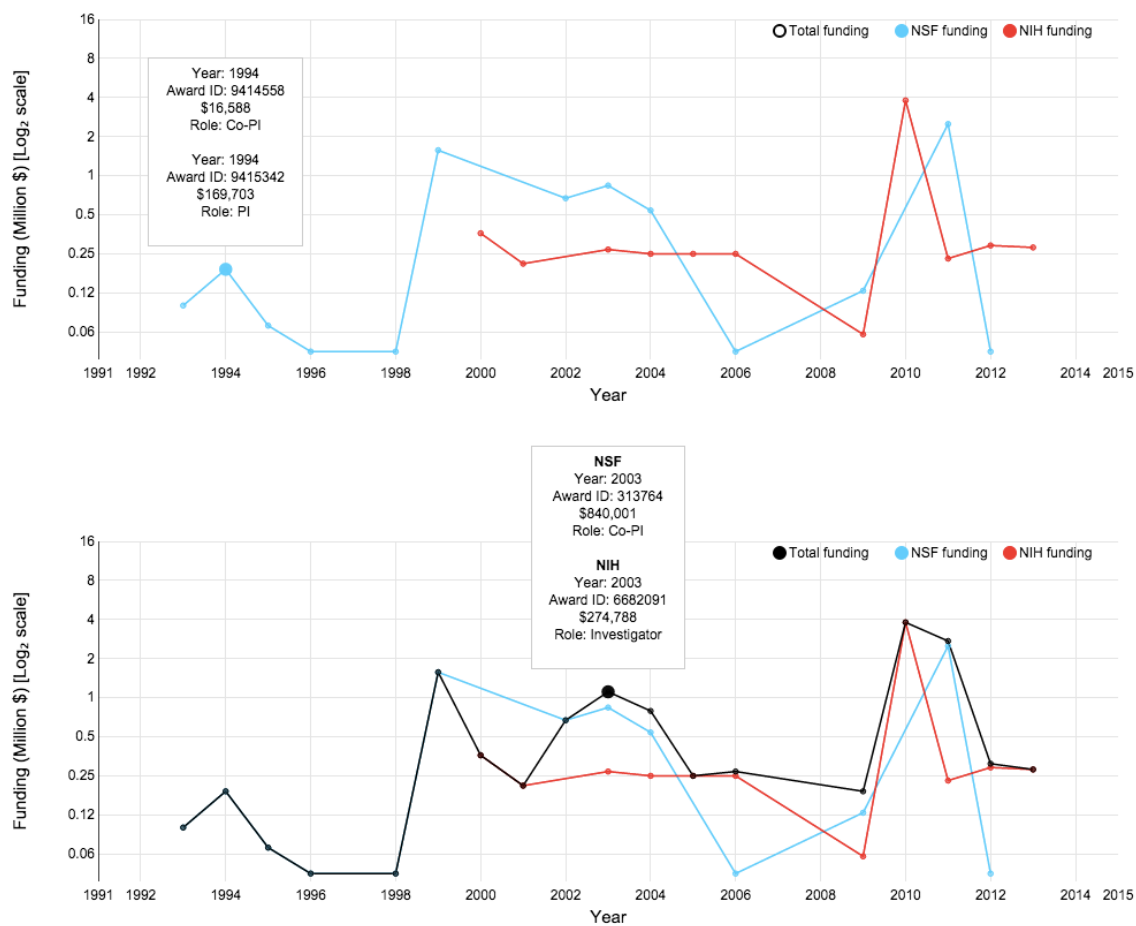 16
Total funding
NSF funding
NIH funding
8
Year: 1994
Award ID: 9414558
$16,588
Role: Co-PI
Year: 1994
Award ID: 9415342
$169,703
Role: PI
4
2
1
0.5
0.25
0.12
0.06
Funding (Million $) [Log₂ scale]
1991 1992 1994 1996 1998 2000 2002 2004 2006 2008 2010 2012 2014 2015
Year
NSF
Year: 2003
Award ID: 313764
$840,001
Role: Co-PI
NIH
Year: 2003
Award ID: 6682091
$274,788
Role: Investigator
16
Total funding
NSF funding
NIH funding
8
4
2
1
0.5
0.25
0.12
0.06
Funding (Million $) [Log₂ scale]
1991 1992 1994 1996 1998 2000 2002 2004 2006 2008 2010 2012 2014 2015
Year